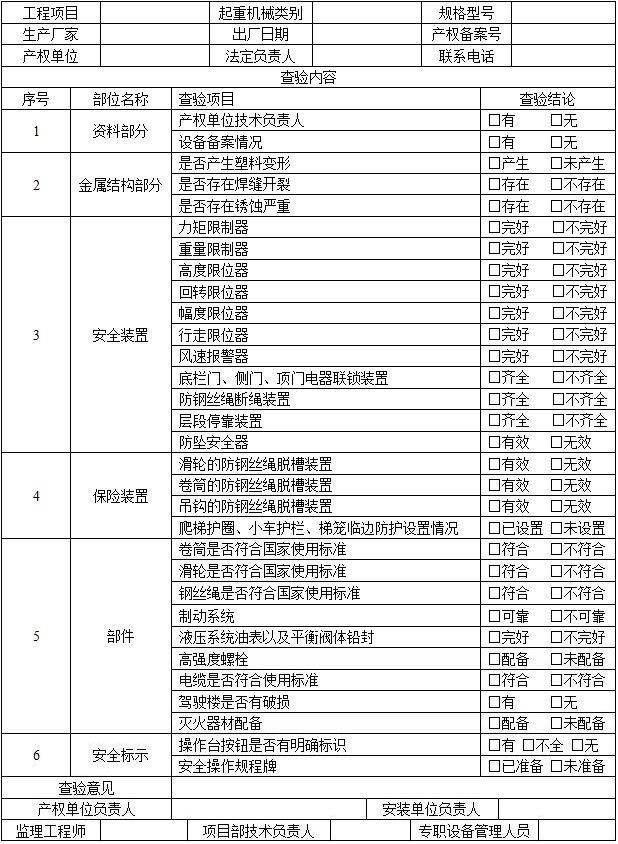 工程项目 起重机械类别 规格型号
生产厂家 出厂日期 产权备案号
产权单位 法定负责人 联系电话
查验内容
序号 部位名称 查验项目 查验结论
1 资料部分 产权单位技术负责人 □有 □无
设备备案情况 □有 □无
2 金属结构部分 是否产生塑料变形 □产生 □未产生
是否存在焊缝开裂 □存在 □不存在
是否存在锈蚀严重 □存在 □不存在
3 安全装置 力矩限制器 □完好 □不完好
重量限制器 □完好 □不完好
高度限位器 □完好 □不完好
回转限位器 □完好 □不完好
幅度限位器 □完好 □不完好
行走限位器 □完好 □不完好
风速报警器 □完好 □不完好
底栏门、侧门、顶门电器联锁装置 □齐全 □不齐全
防钢丝绳断绳装置 □齐全 □不齐全
层段停靠装置 □齐全 □不齐全
防坠安全器 □有效 □无效
4 保险装置 滑轮的防钢丝绳脱槽装置 □有效 □无效
卷筒的防钢丝绳脱槽装置 □有效 □无效
吊钩的防钢丝绳脱槽装置 □有效 □无效
爬梯护圈、小车护栏、梯笼临边防护设置情况 □已设置 □未设置
5 部件 卷筒是否符合国家使用标准 □符合 □不符合
滑轮是否符合国家使用标准 □符合 □不符合
钢丝绳是否符合国家使用标准 □符合 □不符合
制动系统 □可靠 □不可靠
液压系统油表以及平衡阀体铅封 □完好 □不完好
高强度螺栓 □配备 □未配备
电缆是否符合使用标准 □符合 □不符合
驾驶楼是否有破损 □有 □无
灭火器材配备 □配备 □未配备
6 安全标示 操作台按钮是否有明确标识 □有 □不全 □无
安全操作规程牌 □已准备 □未准备
查验意见
产权单位负责人 安装单位负责人
监理工程师 项目部技术负责人 专职设备管理人员